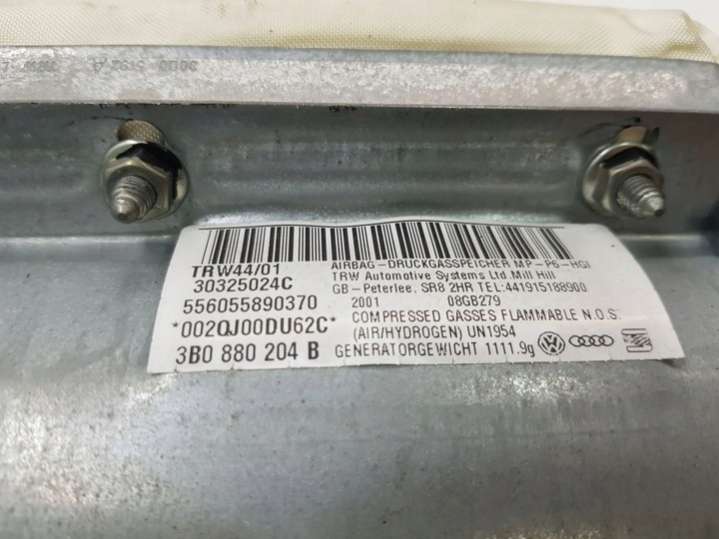 TRW44/01
30325024C
556055890370
*002QJ00DU62C*
3B0 880 204 B
AIRBAG-DRUCKGASSPEICHER MP-P6-HGI
TRW Automotive Systems Ltd.Mill Hill
GB-Peterlee, SR8 2HR TEL:441915188900
2001 08GB279
COMPRESSED GASSES FLAMMABLE N.O.S.
(AIR/HYDROGEN) UN1954
GENERATORGEWICHT 1111.9g